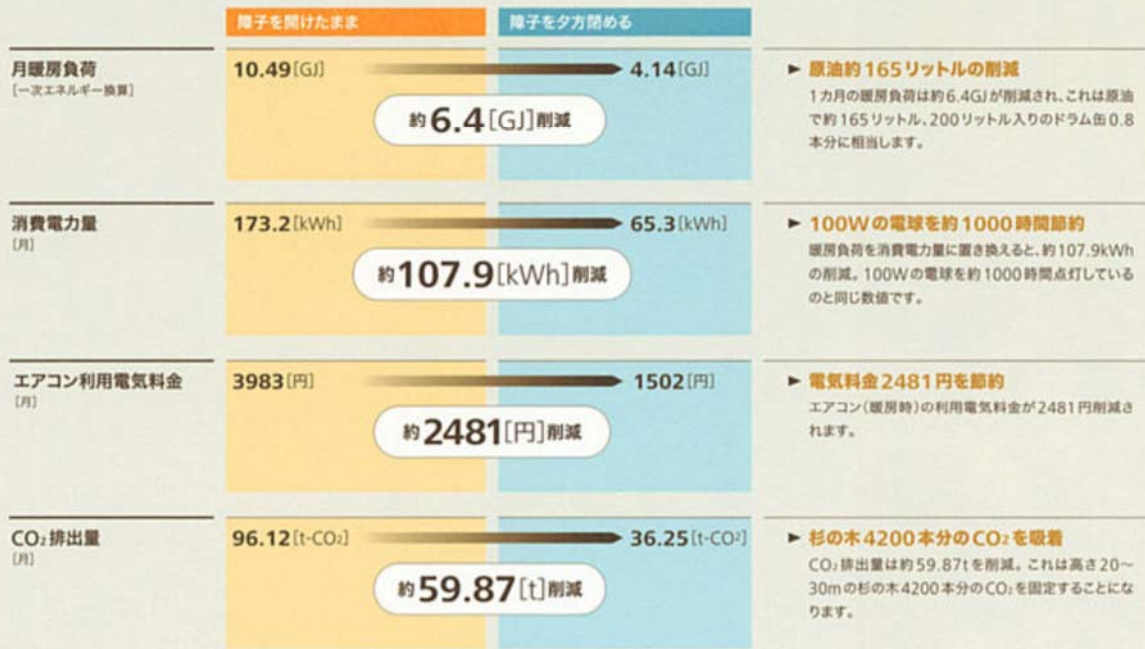 障子を開けたまま
障子を夕方閉める
月暖房負荷
[一次エネルギー換算]
10.49[GJ]
4.14[GJ]
約6.4[GJ]削減
▶ 原油約165リットルの削減
1カ月の暖房負荷は約6.4GJが削減され、これは原油
で約165リットル、200リットル入りのドラム缶0.8
本分に相当します。
消費電力量
[月]
173.2[kWh]
65.3[kWh]
約107.9[kWh]削減
▶ 100Wの電球を約1000時間節約
暖房負荷を消費電力量に置き換えると、約107.9kWh
の削減。100Wの電球を約1000時間点灯している
のと同じ数値です。
エアコン利用電気料金
[月]
3983[円]
1502[円]
約2481[円]削減
▶ 電気料金2481円を節約
エアコン(暖房時)の利用電気料金が2481円削減さ
れます。
CO₂排出量
[月]
96.12[t-CO₂]
36.25[t-CO²]
約59.87[t]削減
▶ 杉の木4200本分のCO₂を吸着
CO₂排出量は約59.87tを削減。これは高さ20〜
30mの杉の木4200本分のCO₂を固定することにな
ります。